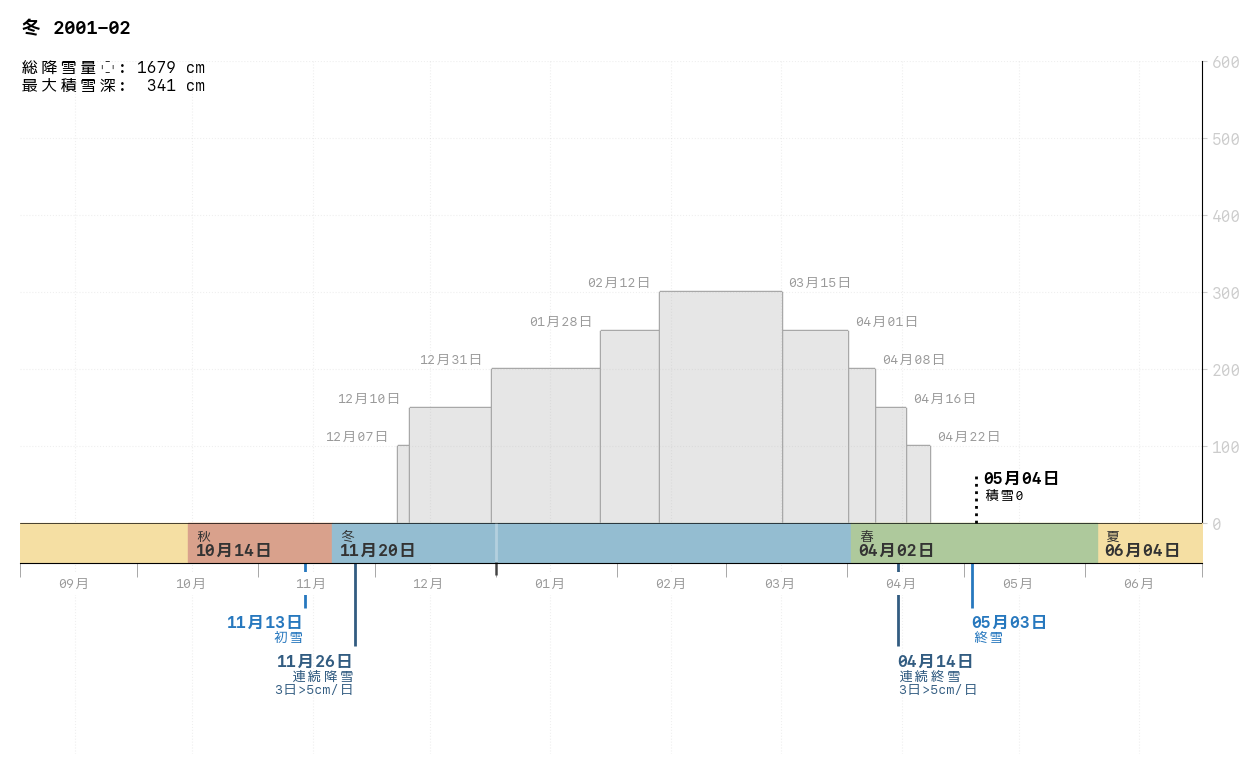 冬 2001–02
総降雪量: 1679 cm
最大積雪深: 341 cm
600
500
400
300
200
100
0
02月12日
03月15日
01月28日
04月01日
12月31日
04月08日
12月10日
04月16日
12月07日
04月22日
05月04日
積雪0
秋
10月14日
冬
11月20日
春
04月02日
夏
06月04日
09月
10月
11月
12月
01月
02月
03月
04月
05月
06月
11月13日
初雪
05月03日
終雪
11月26日
連続降雪
3日>5cm/日
04月14日
連続終雪
3日>5cm/日